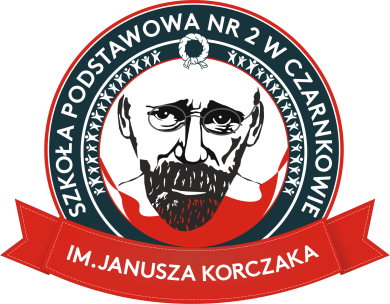 SZKOŁA PODSTAWOWA NR 2 W CZARNKOWIE
IM. JANUSZA KORCZAKA